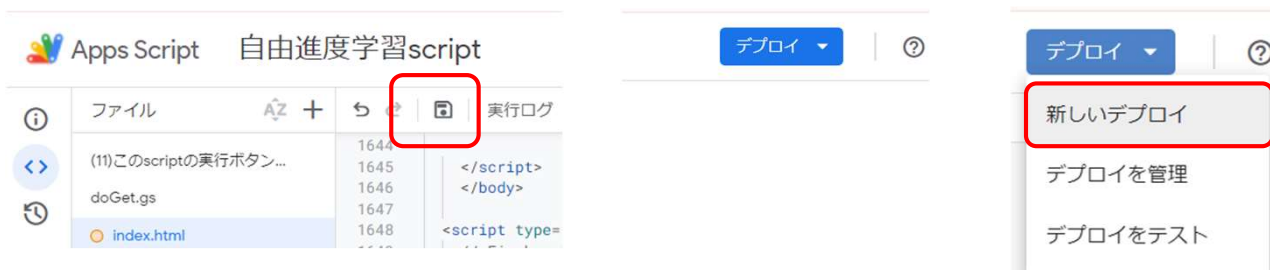 Apps Script 自由進度学習script
ファイル AZ 実行ログ
(11)このscriptの実行ボタン...
doGet.gs
index.html
1644
1645 </script>
1646 </body>
1647
1648 <script type=
デプロイ
デプロイ
新しいデプロイ
デプロイを管理
デプロイをテスト